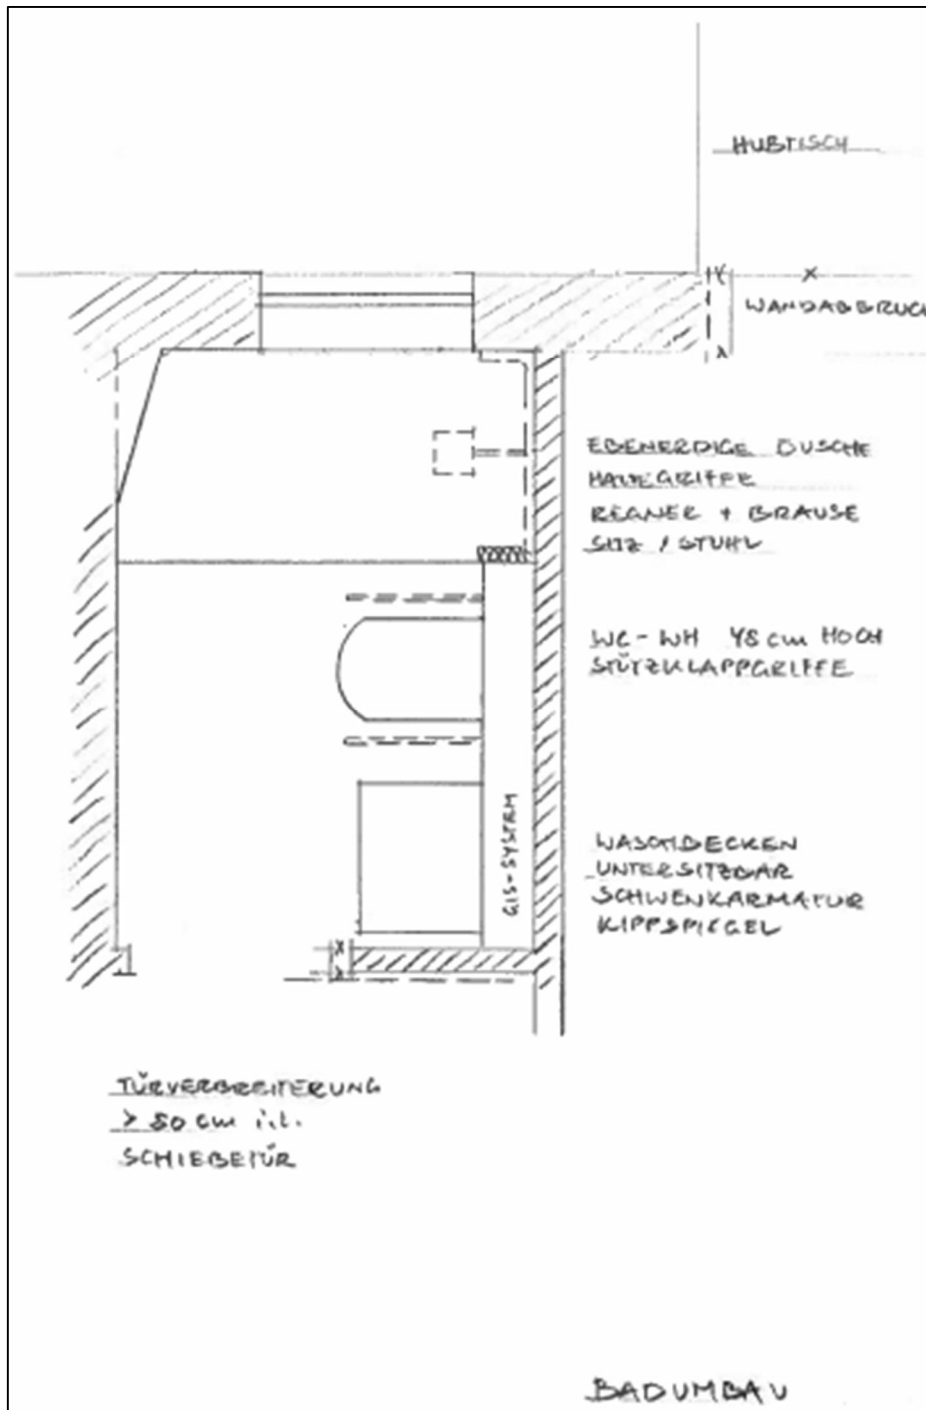 HUBTISCH
WANDABBRUCH
EBENERDIGE DUSCHE
HALTEGRIFFE
REGNER + BRAUSE
SITZ / STUHL
WC-WH 48 cm HOCH
STÜTZKLAPPGRIFFE
GIS-SYSTEM
WASCHBECKEN
UNTERSITZBAR
SCHWENKARMATUR
KIPPSPIEGEL
TÜRVERBREITERUNG
> 80 cm i.L.
SCHIEBETÜR
BADUMBAU